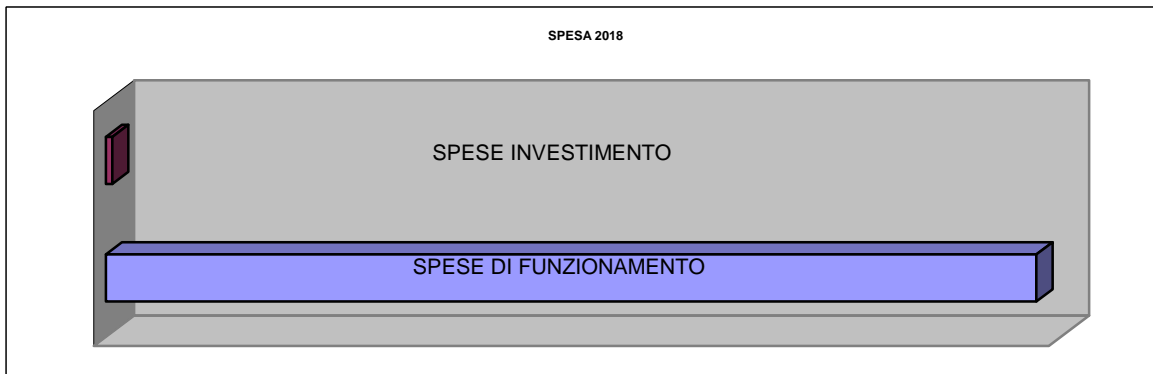 SPESA 2018
SPESE INVESTIMENTO
SPESE DI FUNZIONAMENTO